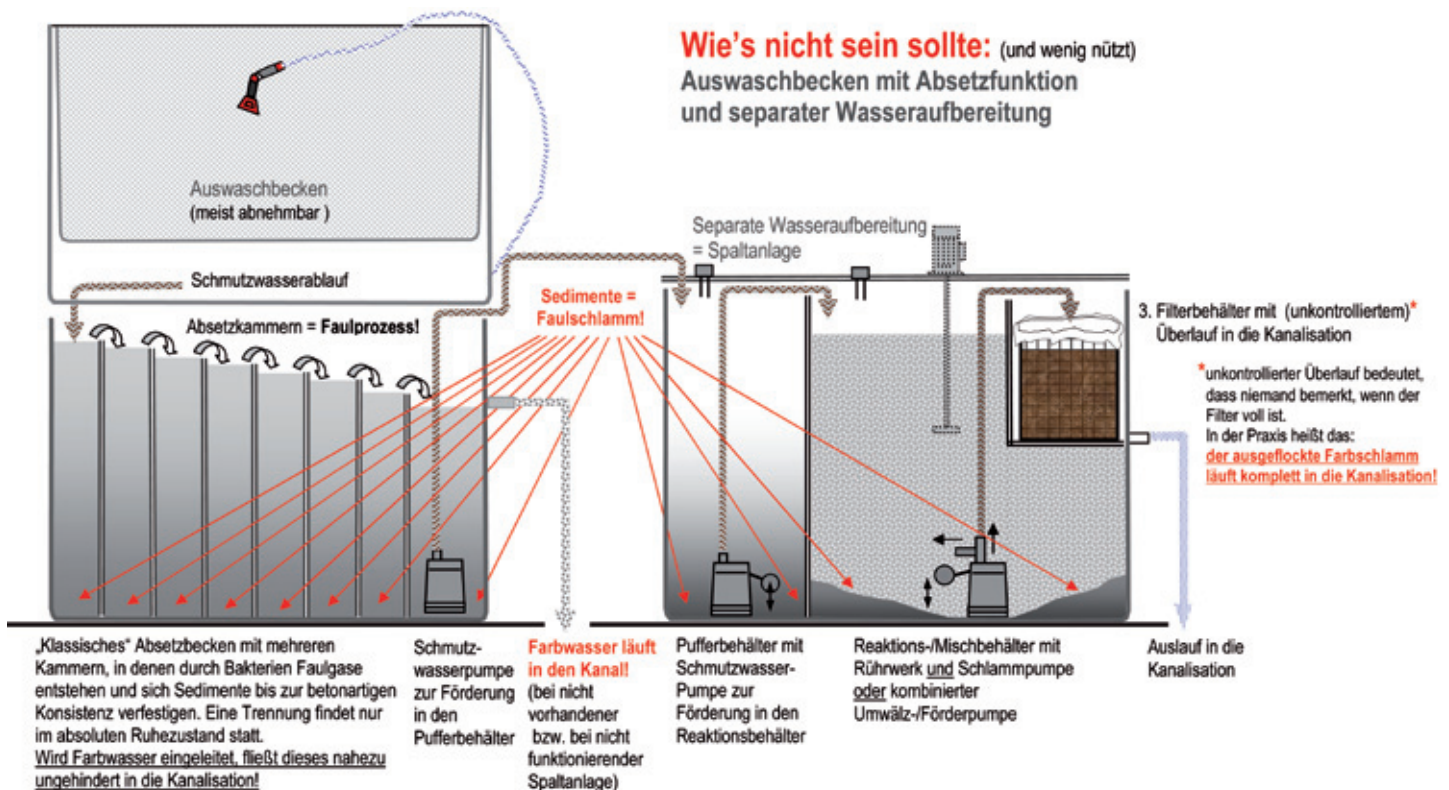 Wie's nicht sein sollte: (und wenig nützt)
Auswaschbecken mit Absetzfunktion
und separater Wasseraufbereitung
Auswaschbecken
(meist abnehmbar )
Schmutzwasserablauf
Absetzkammern = Faulprozess!
Sedimente =
Faulschlamm!
Separate Wasseraufbereitung
= Spaltanlage
3. Filterbehälter mit (unkontrolliertem)*
Überlauf in die Kanalisation
*unkontrollierter Überlauf bedeutet,
dass niemand bemerkt, wenn der
Filter voll ist.
In der Praxis heißt das:
der ausgeflockte Farbschlamm
läuft komplett in die Kanalisation!
„Klassisches" Absetzbecken mit mehreren
Kammern, in denen durch Bakterien Faulgase
entstehen und sich Sedimente bis zur betonartigen
Konsistenz verfestigen. Eine Trennung findet nur
im absoluten Ruhezustand statt.
Wird Farbwasser eingeleitet, fließt dieses nahezu
ungehindert in die Kanalisation!
Schmutz-
wasserpumpe
zur Förderung
in den
Pufferbehälter
Farbwasser läuft
in den Kanal!
(bei nicht
vorhandener
bzw. bei nicht
funktionierender
Spaltanlage)
Pufferbehälter mit
Schmutzwasser-
Pumpe zur
Förderung in den
Reaktionsbehälter
Reaktions-/Mischbehälter mit
Rührwerk und Schlammpumpe
oder kombinierter
Umwälz-/Förderpumpe
Auslauf in die
Kanalisation